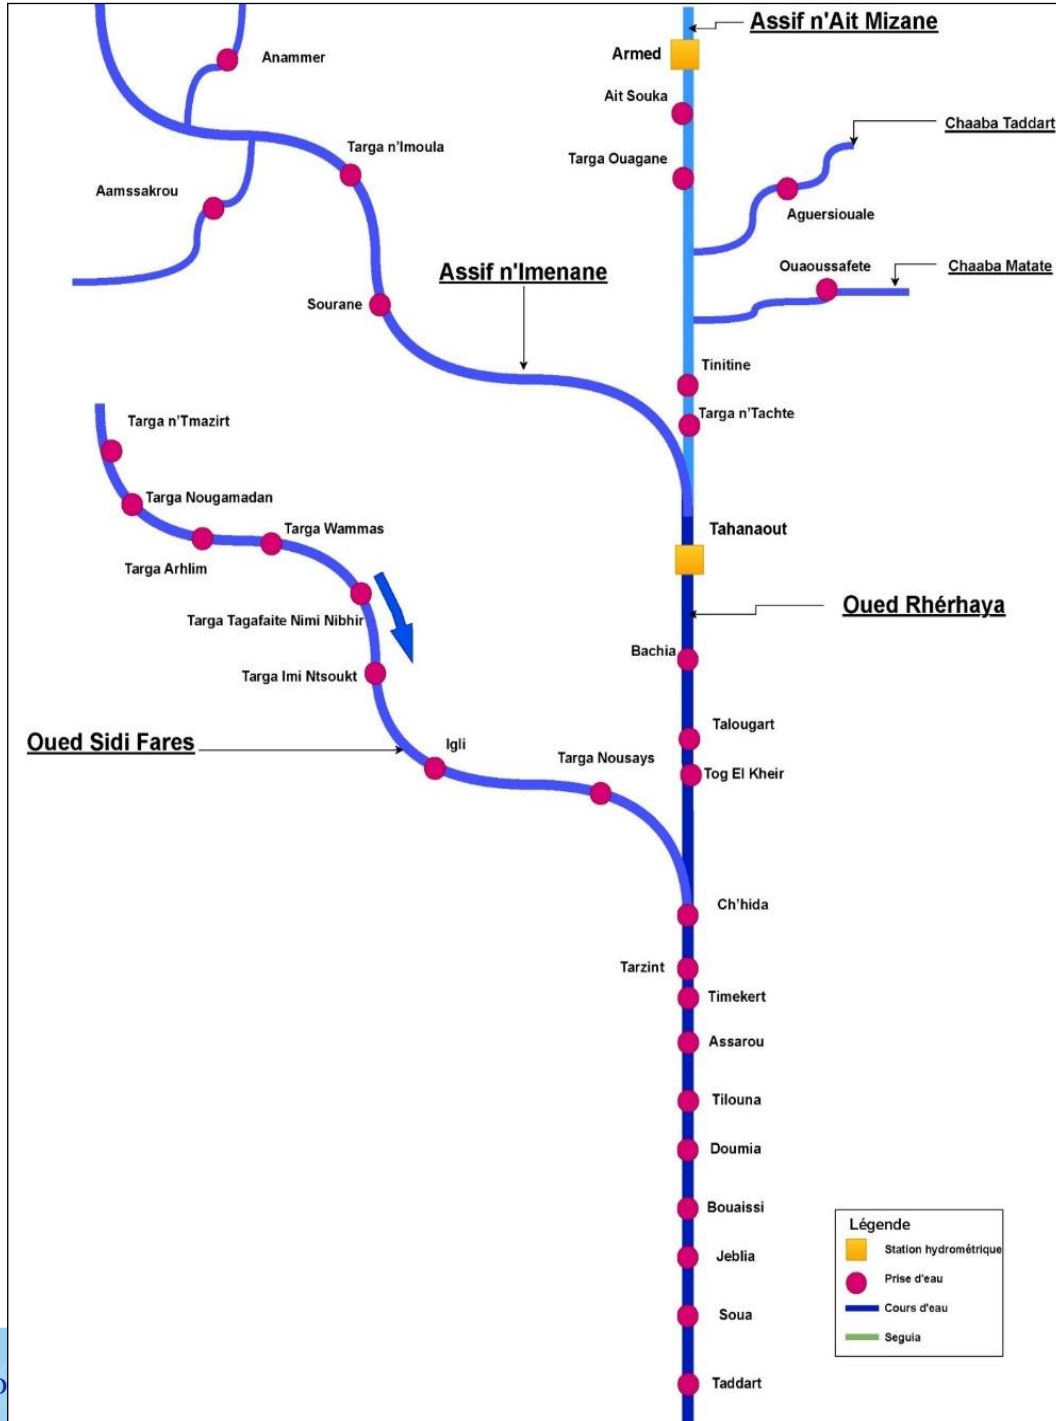 Assif n'Ait Mizane
Armed
Anammer
Ait Souka
Chaaba Taddart
Targa n'Imoula
Targa Ouagane
Aamssakrou
Aguersiouale
Ouaoussafete
Chaaba Matate
Assif n'Imenane
Sourane
Tinitine
Targa n'Tachte
Targa n'Tmazirt
Targa Nougamadan
Targa Wammas
Tahanaout
Targa Arhlim
Oued Rhérhaya
Targa Tagafaite Nimi Nibhir
Bachia
Targa Imi Ntsoukt
Talougart
Oued Sidi Fares
Igli
Targa Nousays
Tog El Kheir
Ch'hida
Tarzint
Timekert
Assarou
Tilouna
Doumia
Bouaissi
Légende
Station hydrométrique
Jeblia
Prise d'eau
Cours d'eau
Soua
Seguia
Taddart